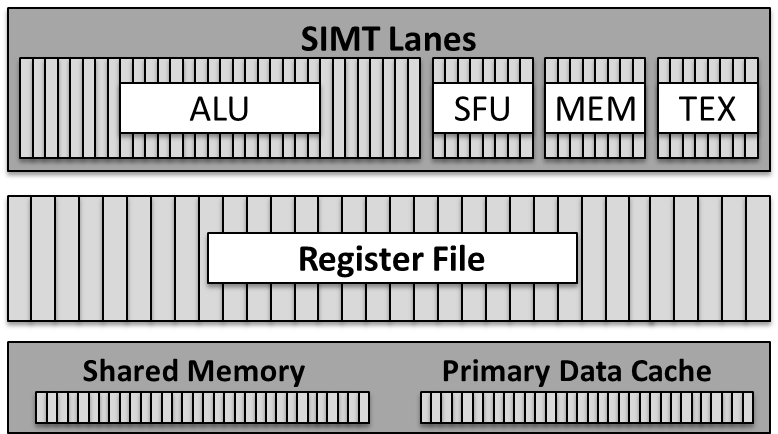 SIMT Lanes
ALU SFU MEM TEX
Register File
Shared Memory Primary Data Cache